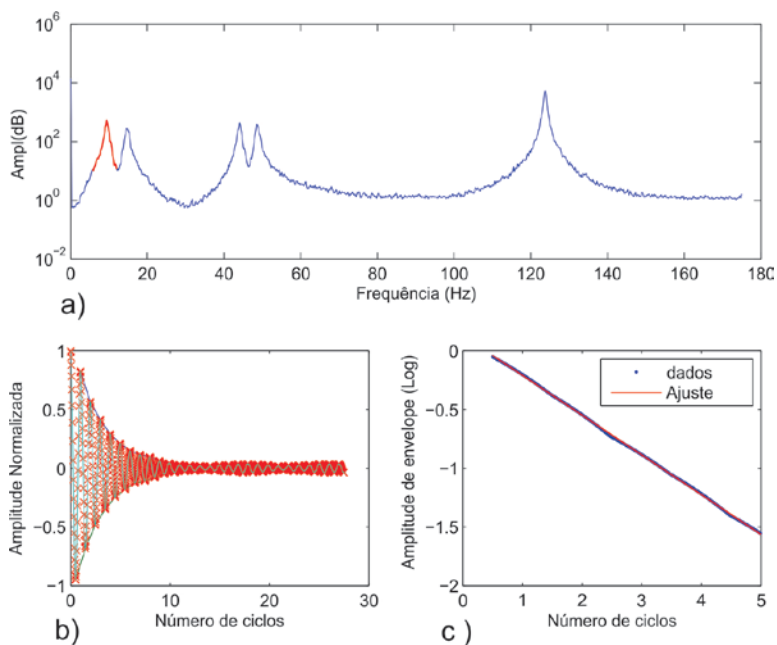 10^6
10^4
10^2
10^0
10^−2
Ampl(dB)
0 20 40 60 80 100 120 140 160 180
Frequência (Hz)
a)
1
0.5
0
−0.5
−1
Amplitude Normalizada
0 10 20 30
Número de ciclos
b)
0
−0.5
−1
−1.5
−2
Amplitude de envelope (Log)
dados
Ajuste
0 1 2 3 4 5
Número de ciclos
c )